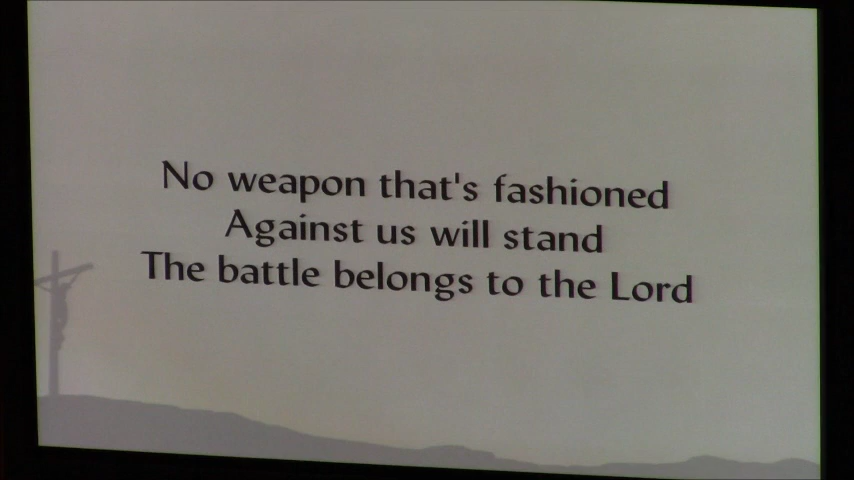 No weapon that's fashioned
Against us will stand
The battle belongs to the Lord